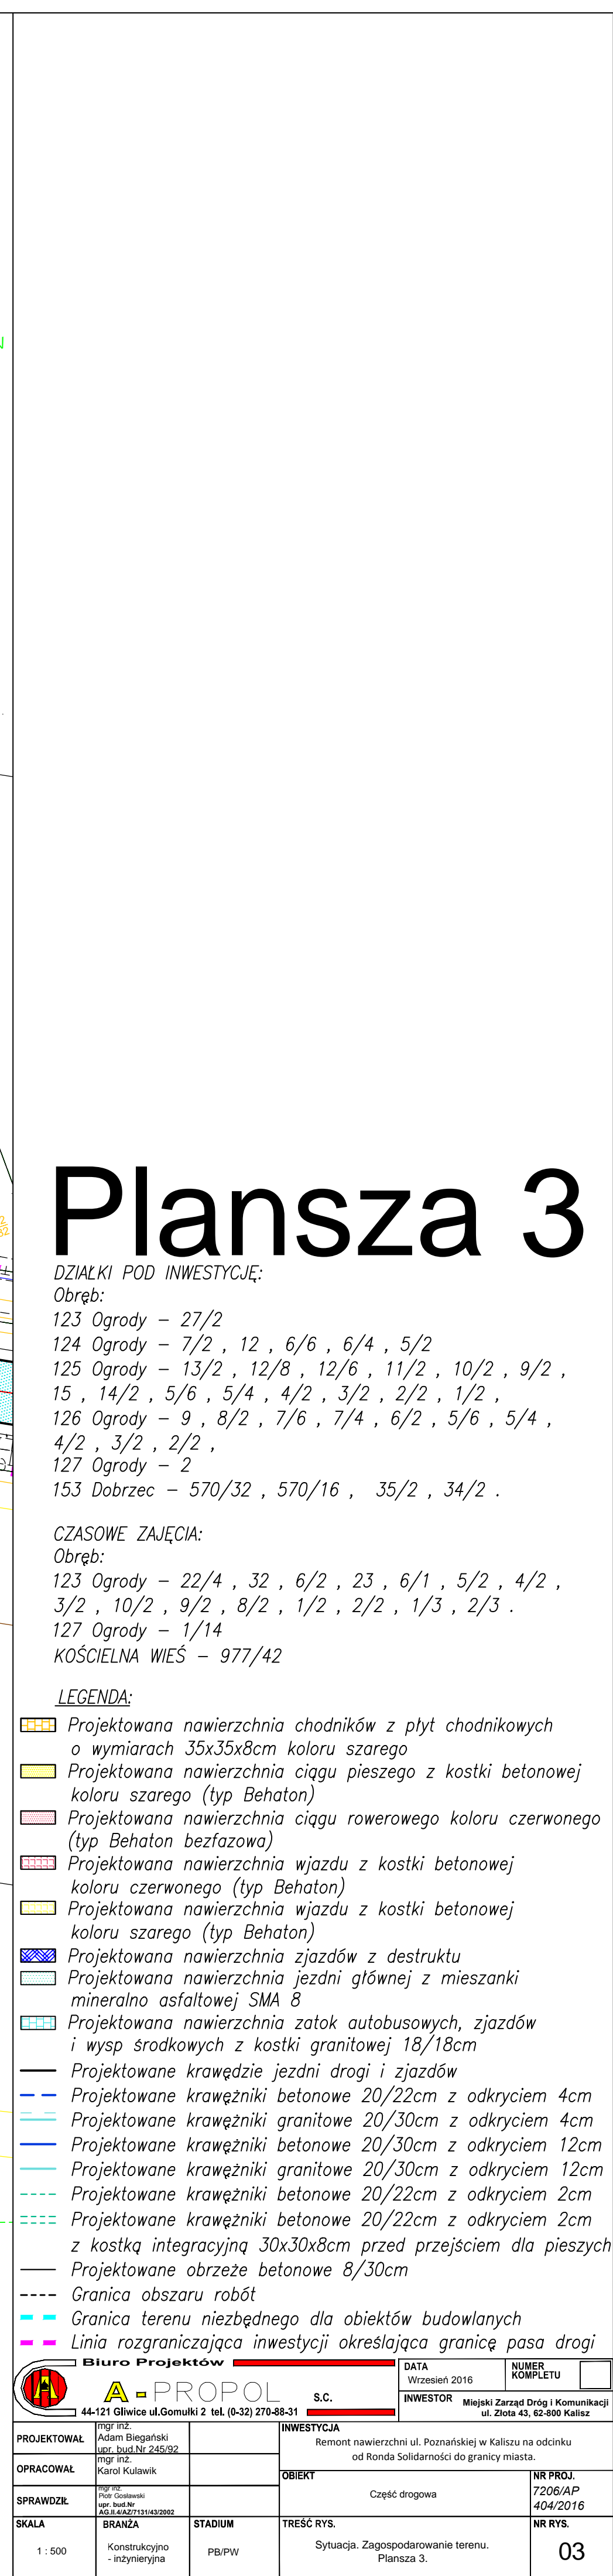 Plansza 3
DZIAŁKI POD INWESTYCJĘ:
Obręb:
123 Ogrody – 27/2
124 Ogrody – 7/2 , 12 , 6/6 , 6/4 , 5/2
125 Ogrody – 13/2 , 12/8 , 12/6 , 11/2 , 10/2 , 9/2 ,
15 , 14/2 , 5/6 , 5/4 , 4/2 , 3/2 , 2/2 , 1/2 ,
126 Ogrody – 9 , 8/2 , 7/6 , 7/4 , 6/2 , 5/6 , 5/4 ,
4/2 , 3/2 , 2/2 ,
127 Ogrody – 2
153 Dobrzec – 570/32 , 570/16 , 35/2 , 34/2 .
CZASOWE ZAJĘCIA:
Obręb:
123 Ogrody – 22/4 , 32 , 6/2 , 23 , 6/1 , 5/2 , 4/2 ,
3/2 , 10/2 , 9/2 , 8/2 , 1/2 , 2/2 , 1/3 , 2/3 .
127 Ogrody – 1/14
KOŚCIELNA WIEŚ – 977/42
LEGENDA:
Projektowana nawierzchnia chodników z płyt chodnikowych
o wymiarach 35x35x8cm koloru szarego
Projektowana nawierzchnia ciągu pieszego z kostki betonowej
koloru szarego (typ Behaton)
Projektowana nawierzchnia ciągu rowerowego koloru czerwonego
(typ Behaton bezfazowa)
Projektowana nawierzchnia wjazdu z kostki betonowej
koloru czerwonego (typ Behaton)
Projektowana nawierzchnia wjazdu z kostki betonowej
koloru szarego (typ Behaton)
Projektowana nawierzchnia zjazdów z destruktu
Projektowana nawierzchnia jezdni głównej z mieszanki
mineralno asfaltowej SMA 8
Projektowana nawierzchnia zatok autobusowych, zjazdów
i wysp środkowych z kostki granitowej 18/18cm
Projektowane krawędzie jezdni drogi i zjazdów
Projektowane krawężniki betonowe 20/22cm z odkryciem 4cm
Projektowane krawężniki granitowe 20/30cm z odkryciem 4cm
Projektowane krawężniki betonowe 20/30cm z odkryciem 12cm
Projektowane krawężniki granitowe 20/30cm z odkryciem 12cm
Projektowane krawężniki betonowe 20/22cm z odkryciem 2cm
Projektowane krawężniki betonowe 20/22cm z odkryciem 2cm
z kostką integracyjną 30x30x8cm przed przejściem dla pieszych
Projektowane obrzeże betonowe 8/30cm
Granica obszaru robót
Granica terenu niezbędnego dla obiektów budowlanych
Linia rozgraniczająca inwestycji określająca granicę pasa drogi
Biuro Projektów
A - PROPOL S.C.
44-121 Gliwice ul.Gomułki 2 tel. (0-32) 270-88-31
DATA
Wrzesień 2016
NUMER
KOMPLETU
INWESTOR
Miejski Zarząd Dróg i Komunikacji
ul. Złota 43, 62-800 Kalisz
PROJEKTOWAŁ
mgr inż.
Adam Biegański
upr. bud.Nr 245/92
OPRACOWAŁ
mgr inż.
Karol Kulawik
SPRAWDZIŁ
mgr inż.
Piotr Gosławski
upr. bud.Nr
AG.II.4/AZ/7131/43/2002
INWESTYCJA
Remont nawierzchni ul. Poznańskiej w Kaliszu na odcinku
od Ronda Solidarności do granicy miasta.
OBIEKT
Część drogowa
NR PROJ.
7206/AP
404/2016
SKALA
1 : 500
BRANŻA
Konstrukcyjno
- inżynieryjna
STADIUM
PB/PW
TREŚĆ RYS.
Sytuacja. Zagospodarowanie terenu.
Plansza 3.
NR RYS.
03